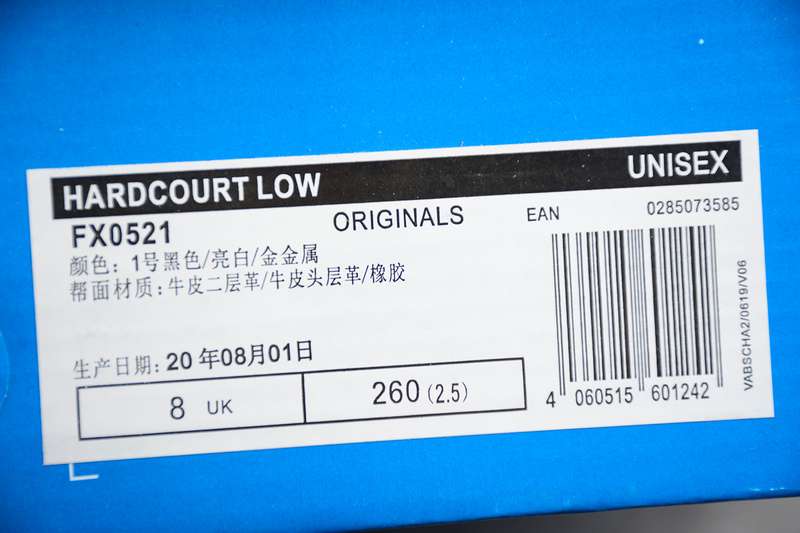 HARDCOURT LOW UNISEX
FX0521 ORIGINALS EAN 0285073585
颜色: 1号黑色/亮白/金金属
帮面材质: 牛皮二层革/牛皮头层革/橡胶
生产日期: 20 年08月01日
8 UK 260 (2.5)
4 060515 601242
VABSCHA2/0619/V06